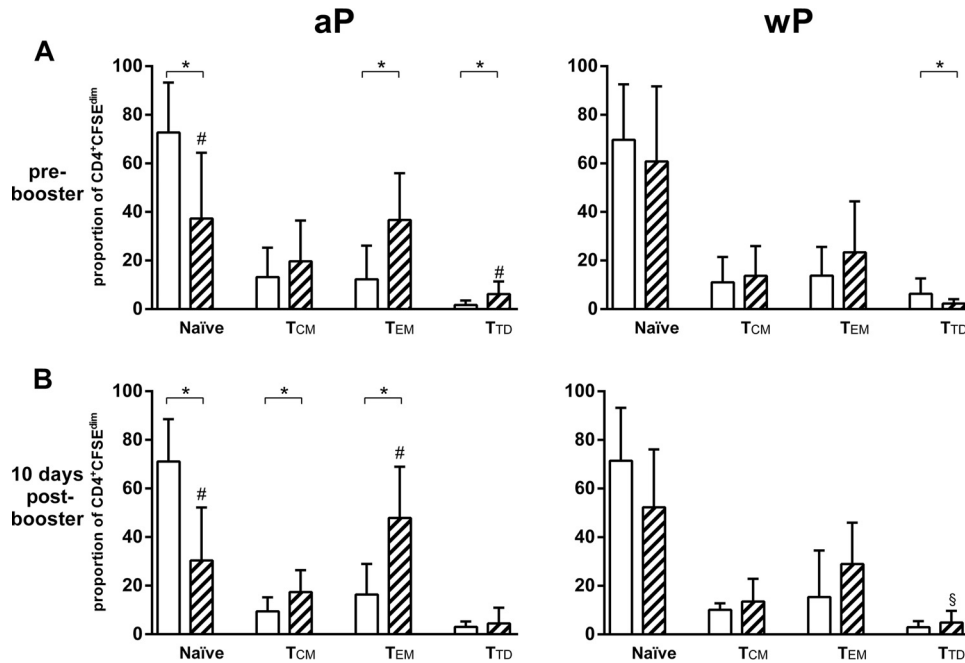 aP
wP
A
pre-
booster
proportion of CD4+CFSEdim
100
80
60
40
20
0
*
#
*
*
#
Naïve
TCM
TEM
TTD
100
80
60
40
20
0
*
Naïve
TCM
TEM
TTD
B
10 days
post-
booster
proportion of CD4+CFSEdim
100
80
60
40
20
0
*
#
*
*
#
Naïve
TCM
TEM
TTD
100
80
60
40
20
0
§
Naïve
TCM
TEM
TTD